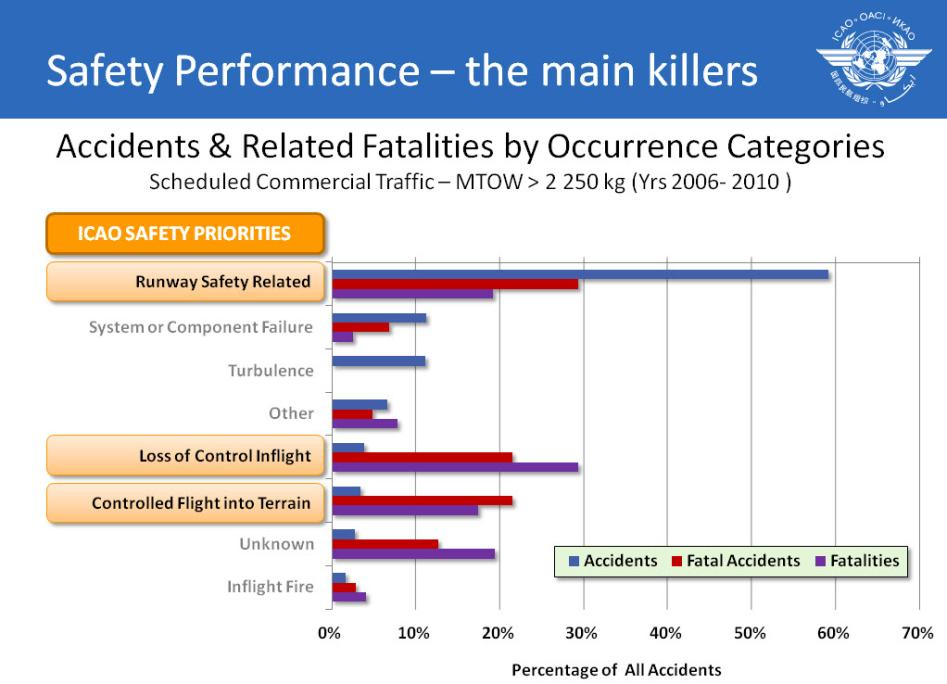 Safety Performance – the main killers
ICAO • OACI • ИКАО
Accidents & Related Fatalities by Occurrence Categories
Scheduled Commercial Traffic – MTOW > 2 250 kg (Yrs 2006- 2010 )
ICAO SAFETY PRIORITIES
Runway Safety Related
System or Component Failure
Turbulence
Other
Loss of Control Inflight
Controlled Flight into Terrain
Unknown
Inflight Fire
Accidents Fatal Accidents Fatalities
0% 10% 20% 30% 40% 50% 60% 70%
Percentage of All Accidents